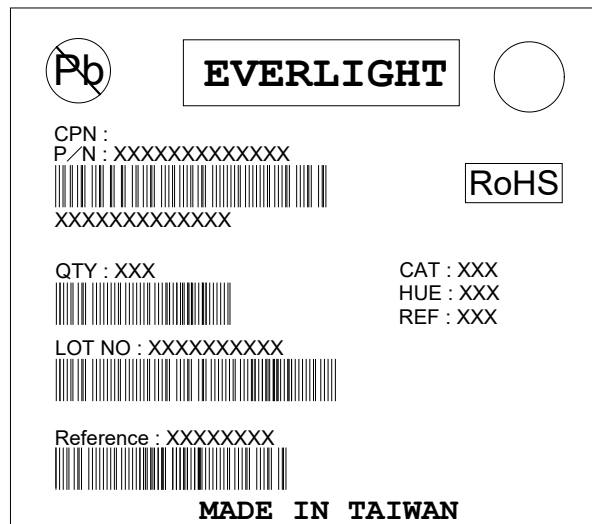 Pb
EVERLIGHT
CPN :
P/N : XXXXXXXXXXXXX
RoHS
XXXXXXXXXXXXX
QTY : XXX
CAT : XXX
HUE : XXX
REF : XXX
LOT NO : XXXXXXXXXX
Reference : XXXXXXXX
MADE IN TAIWAN